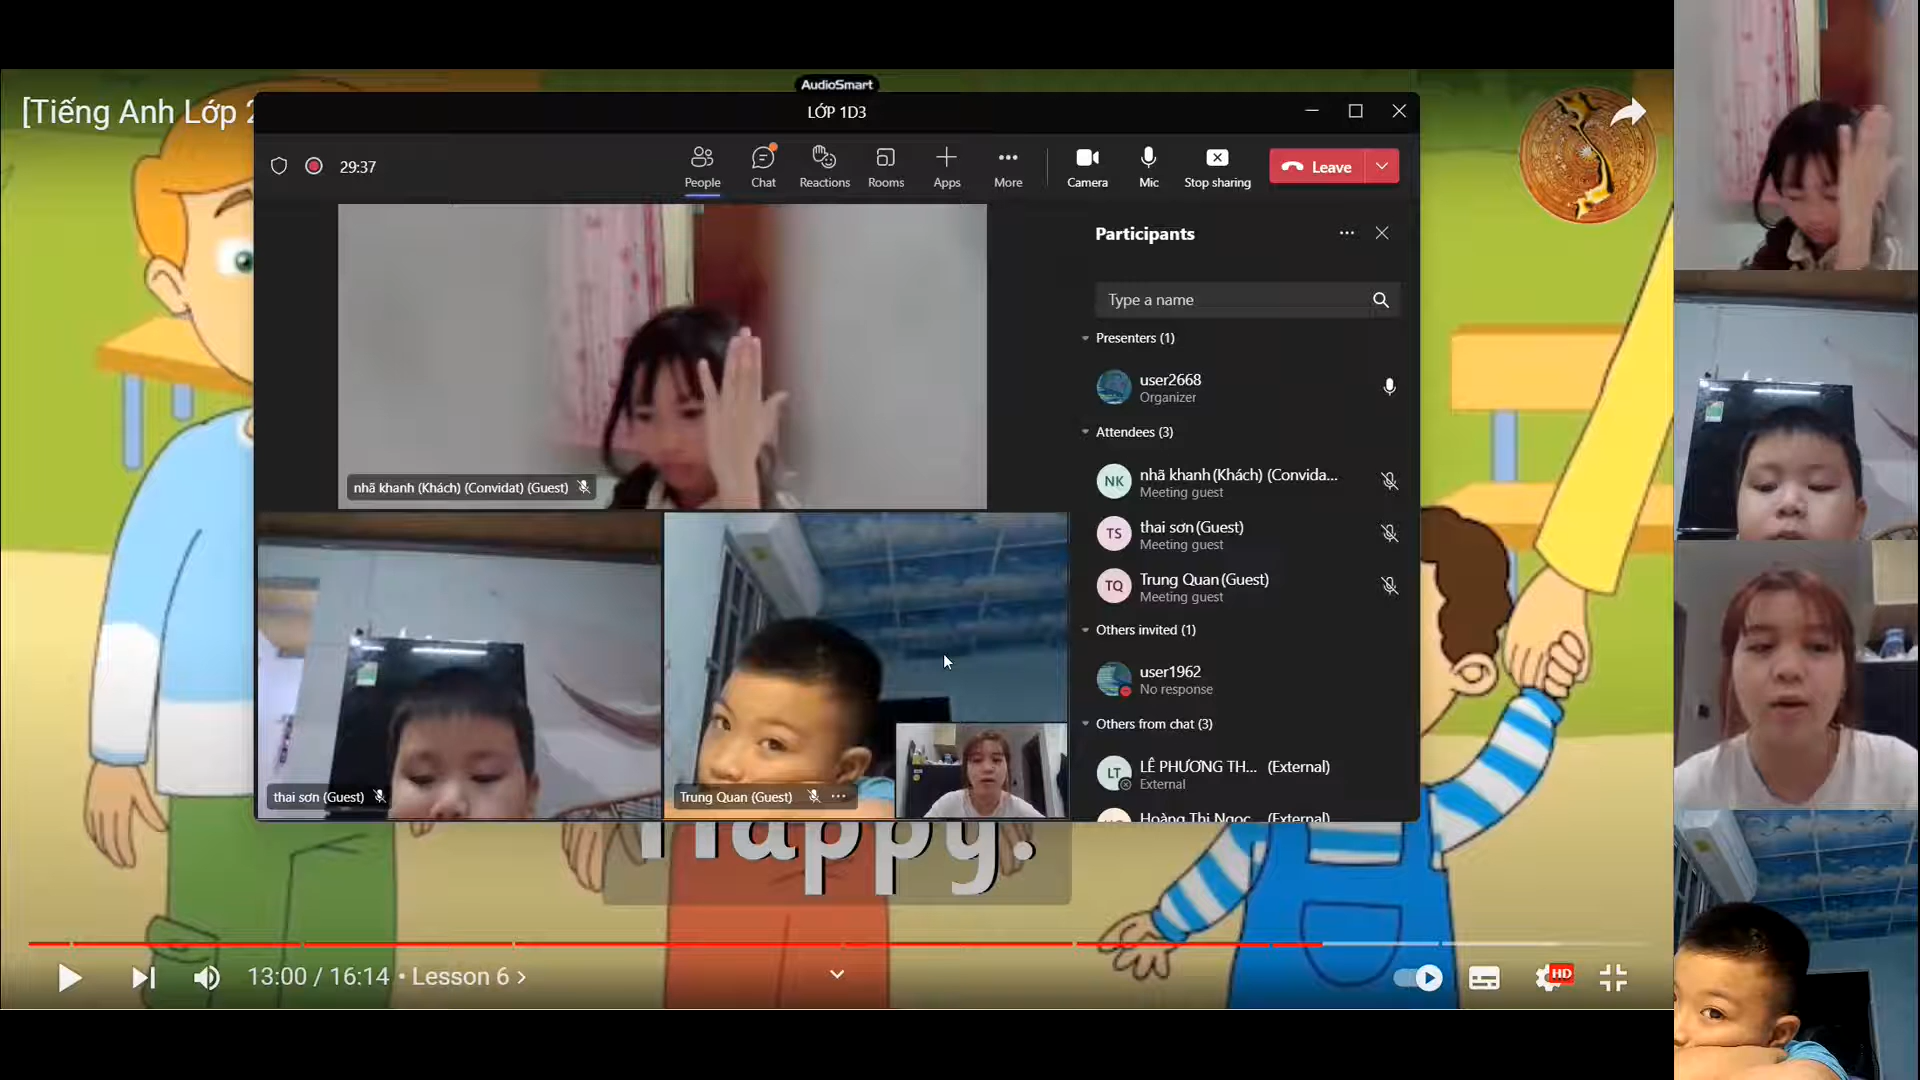 AudioSmart
[Tiếng Anh Lớp 2
LỚP 1D3
29:37
People
Chat
Reactions
Rooms
Apps
More
Camera
Mic
Stop sharing
Leave
Participants
Type a name
Presenters (1)
user2668
Organizer
Attendees (3)
NK
nhã khanh (Khách) (Convida...
Meeting guest
TS
thai sơn (Guest)
Meeting guest
TQ
Trung Quan (Guest)
Meeting guest
Others invited (1)
user1962
No response
Others from chat (3)
LT
LÊ PHƯƠNG TH... (External)
External
Hoàng Thị Ngọc... (External)
nhã khanh (Khách) (Convidat) (Guest)
thai sơn (Guest)
Trung Quan (Guest)
Happy.
13:00 / 16:14 • Lesson 6
HD